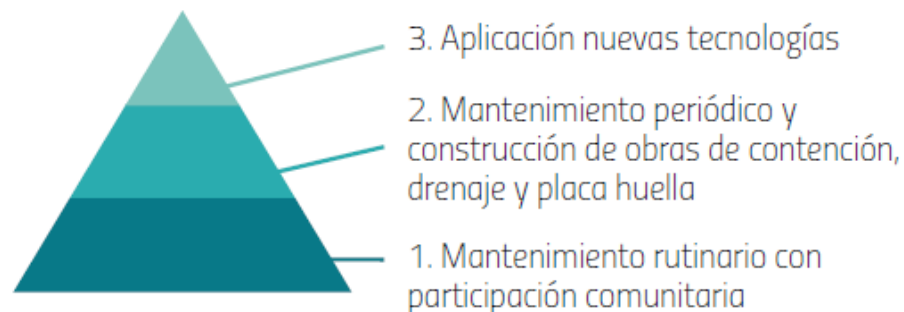 3. Aplicación nuevas tecnologías
2. Mantenimiento periódico y
construcción de obras de contención,
drenaje y placa huella
1. Mantenimiento rutinario con
participación comunitaria